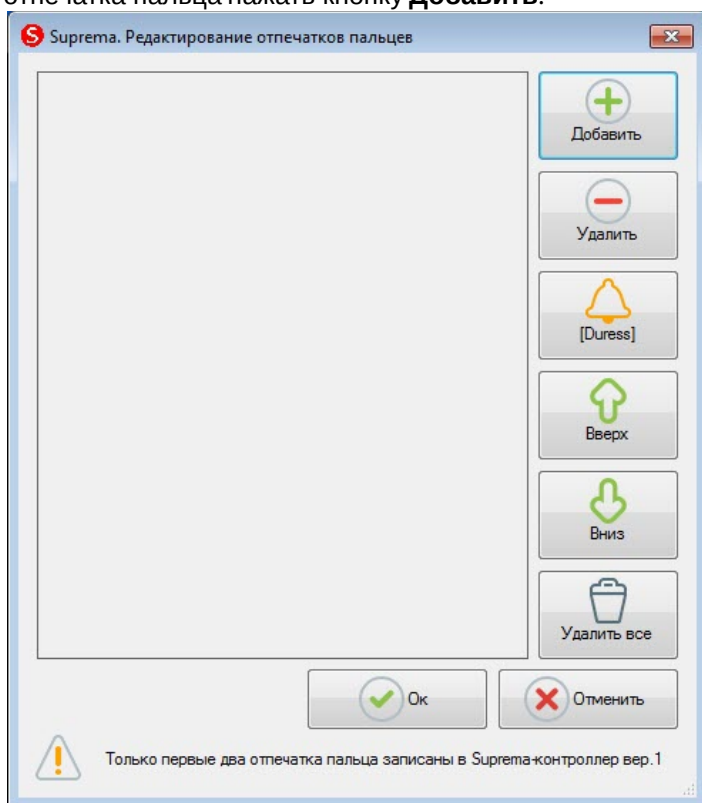 отпечатка пальца нажать кнопку Добавить.
Suprema. Редактирование отпечатков пальцев
Добавить
Удалить
[Duress]
Вверх
Вниз
Удалить все
Ок
Отменить
Только первые два отпечатка пальца записаны в Suprema-контроллер вер.1